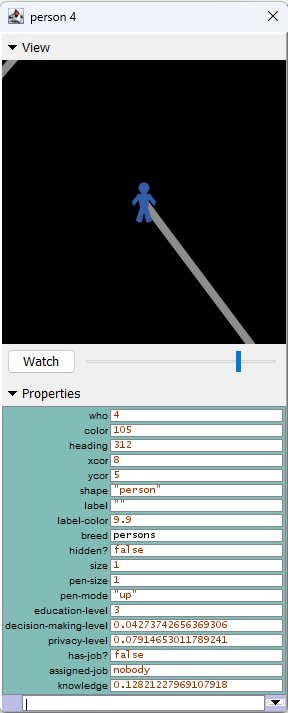 person 4
View
Watch
Properties
who 4
color 105
heading 312
xcor 8
ycor 5
shape "person"
label ""
label-color 9.9
breed persons
hidden? false
size 1
pen-size 1
pen-mode "up"
education-level 3
decision-making-level 0.04273742656369306
privacy-level 0.07914653011789241
has-job? false
assigned-job nobody
knowledge 0.12821227969107918